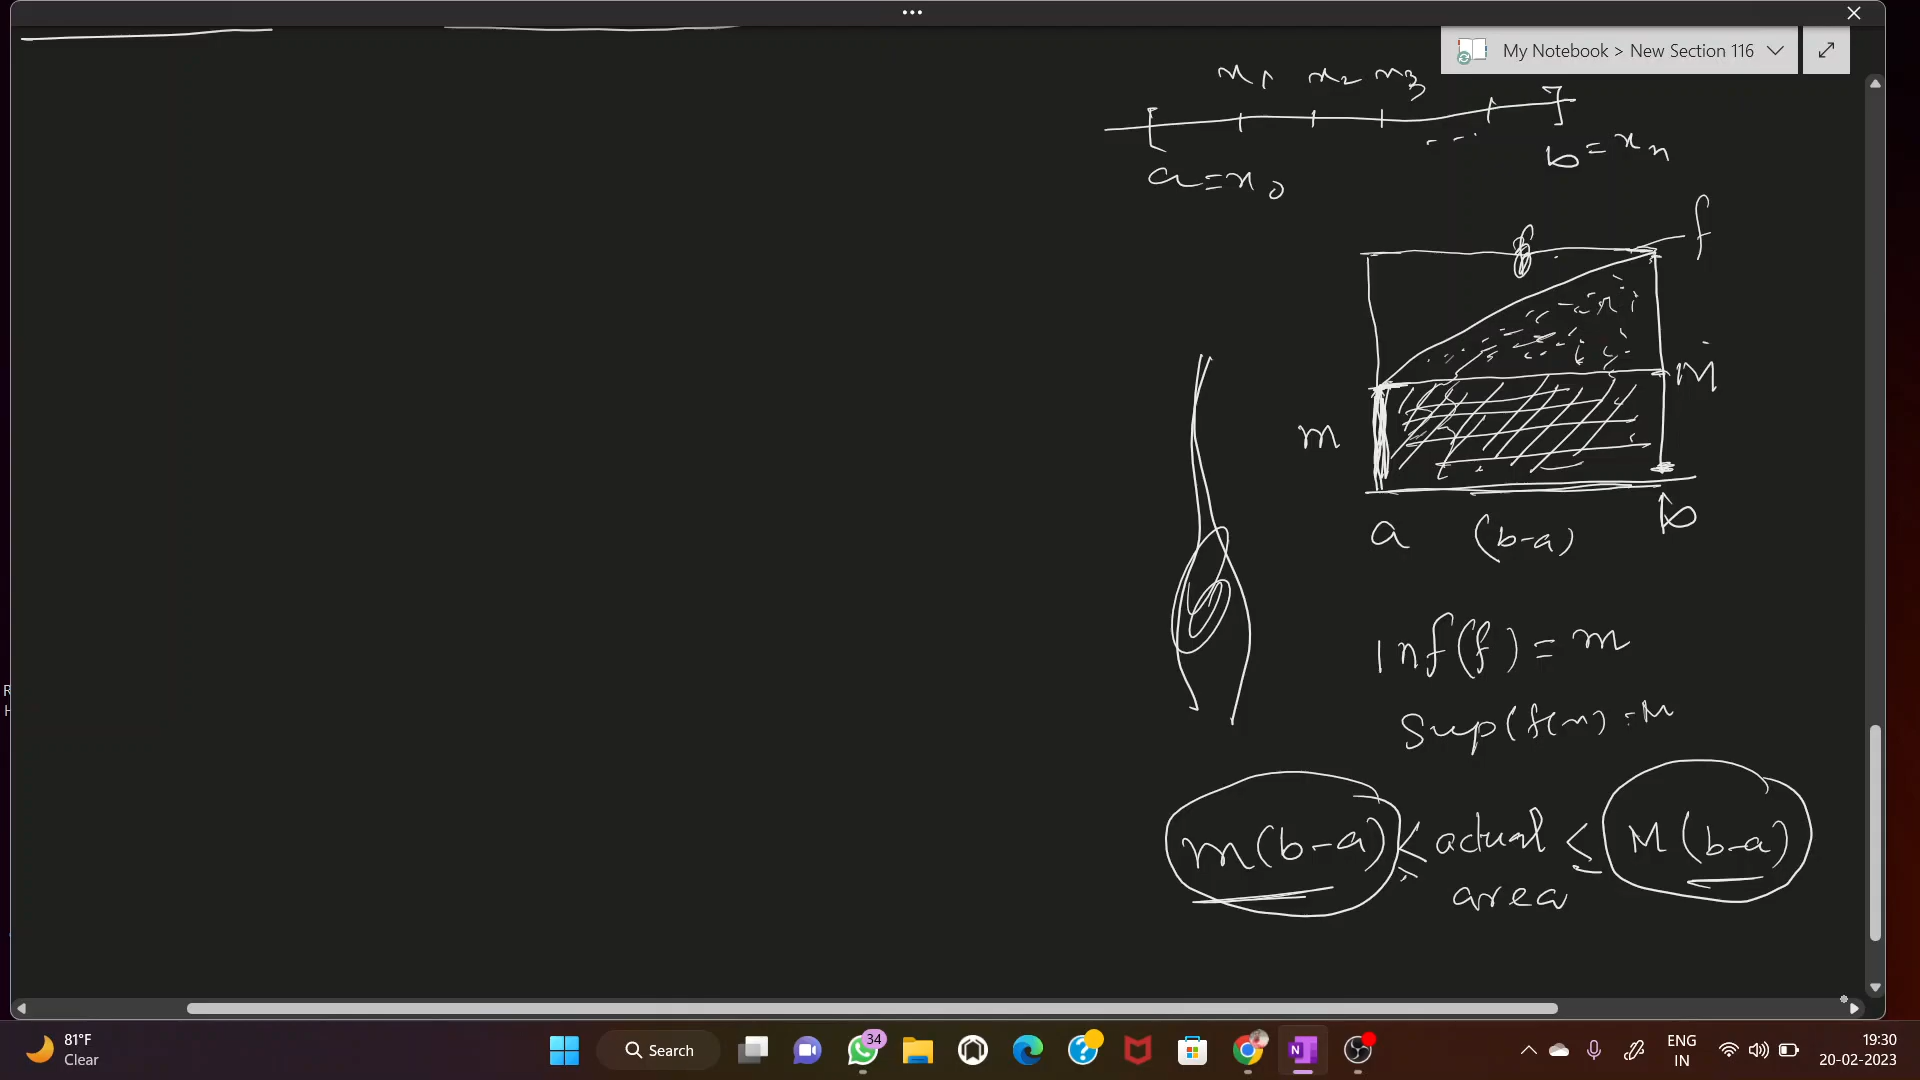 My Notebook > New Section 116
x1 x2 x3
a=x0
b=xn
f
M
m
a (b-a) b
Inf(f)=m
Sup(f(x))=M
m(b-a) ≤ actual ≤ M(b-a)
area
81°F
Clear
Search
34
ENG
IN
19:30
20-02-2023